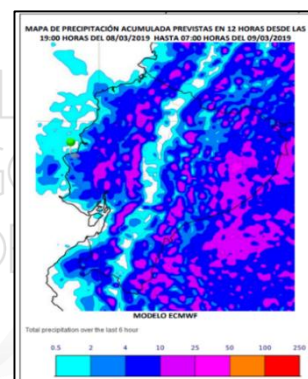 MAPA DE PRECIPITACIÓN ACUMULADA PREVISTAS EN 12 HORAS DESDE LAS
19:00 HORAS DEL 08/03/2019 HASTA 07:00 HORAS DEL 09/03/2019
MODELO ECMWF
Total precipitation over the last 6 hour
0.5 2 4 10 25 50 100 250